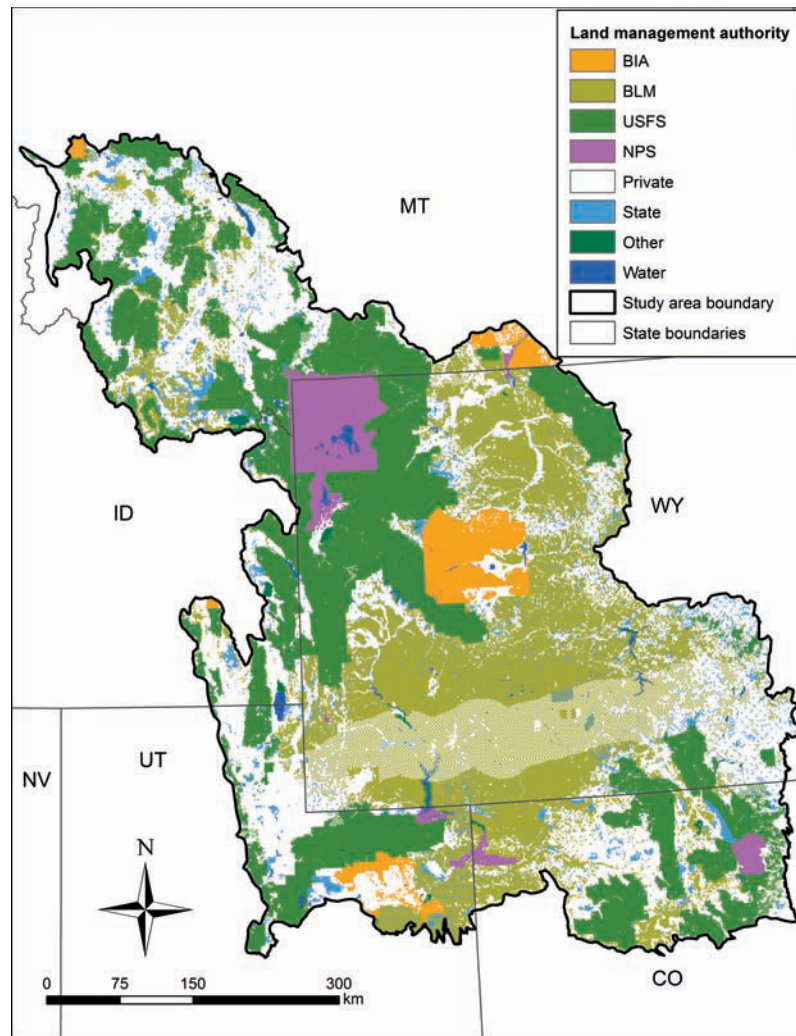 Land management authority
BIA
BLM
USFS
NPS
Private
State
Other
Water
Study area boundary
State boundaries
MT
ID
WY
NV
UT
CO
N
0 75 150 300
km